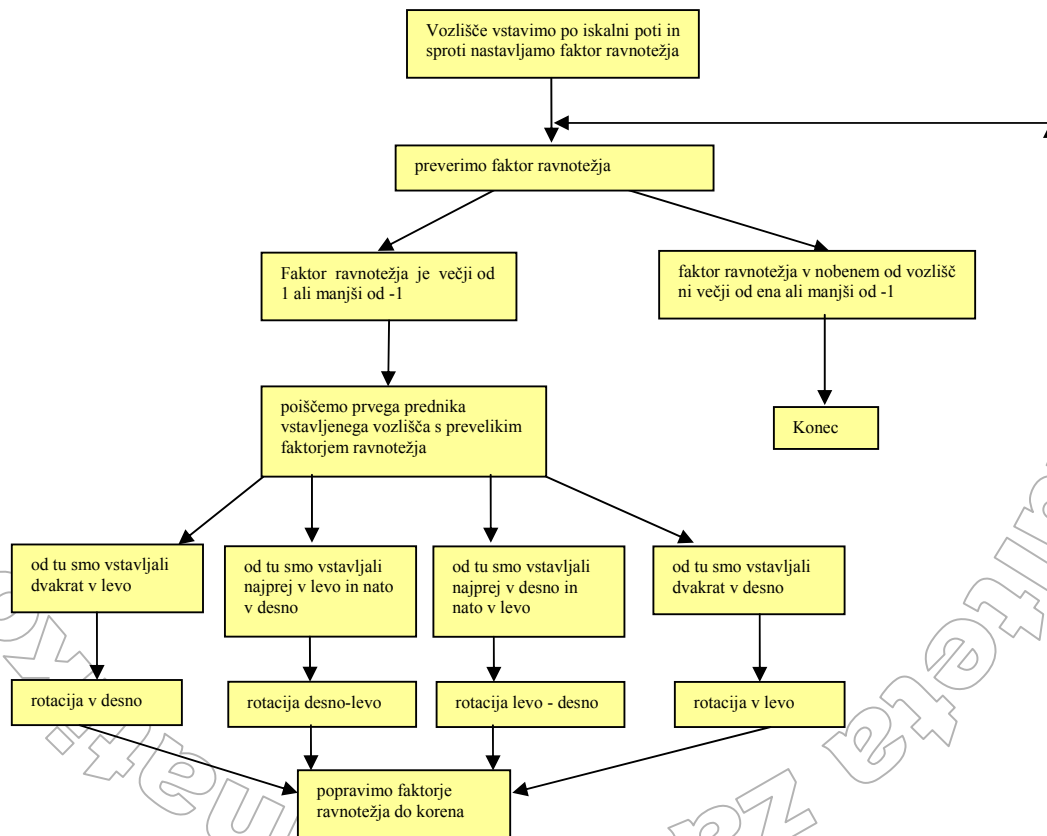 Vozlišče vstavimo po iskalni poti in
sproti nastavljamo faktor ravnotežja
preverimo faktor ravnotežja
Faktor ravnotežja je večji od
1 ali manjši od -1
faktor ravnotežja v nobenem od vozlišč
ni večji od ena ali manjši od -1
poiščemo prvega prednika
vstavljenega vozlišča s prevelikim
faktorjem ravnotežja
Konec
od tu smo vstavljali
dvakrat v levo
od tu smo vstavljali
najprej v levo in nato
v desno
od tu smo vstavljali
najprej v desno in
nato v levo
od tu smo vstavljali
dvakrat v desno
rotacija v desno
rotacija desno-levo
rotacija levo - desno
rotacija v levo
popravimo faktorje
ravnotežja do korena
za